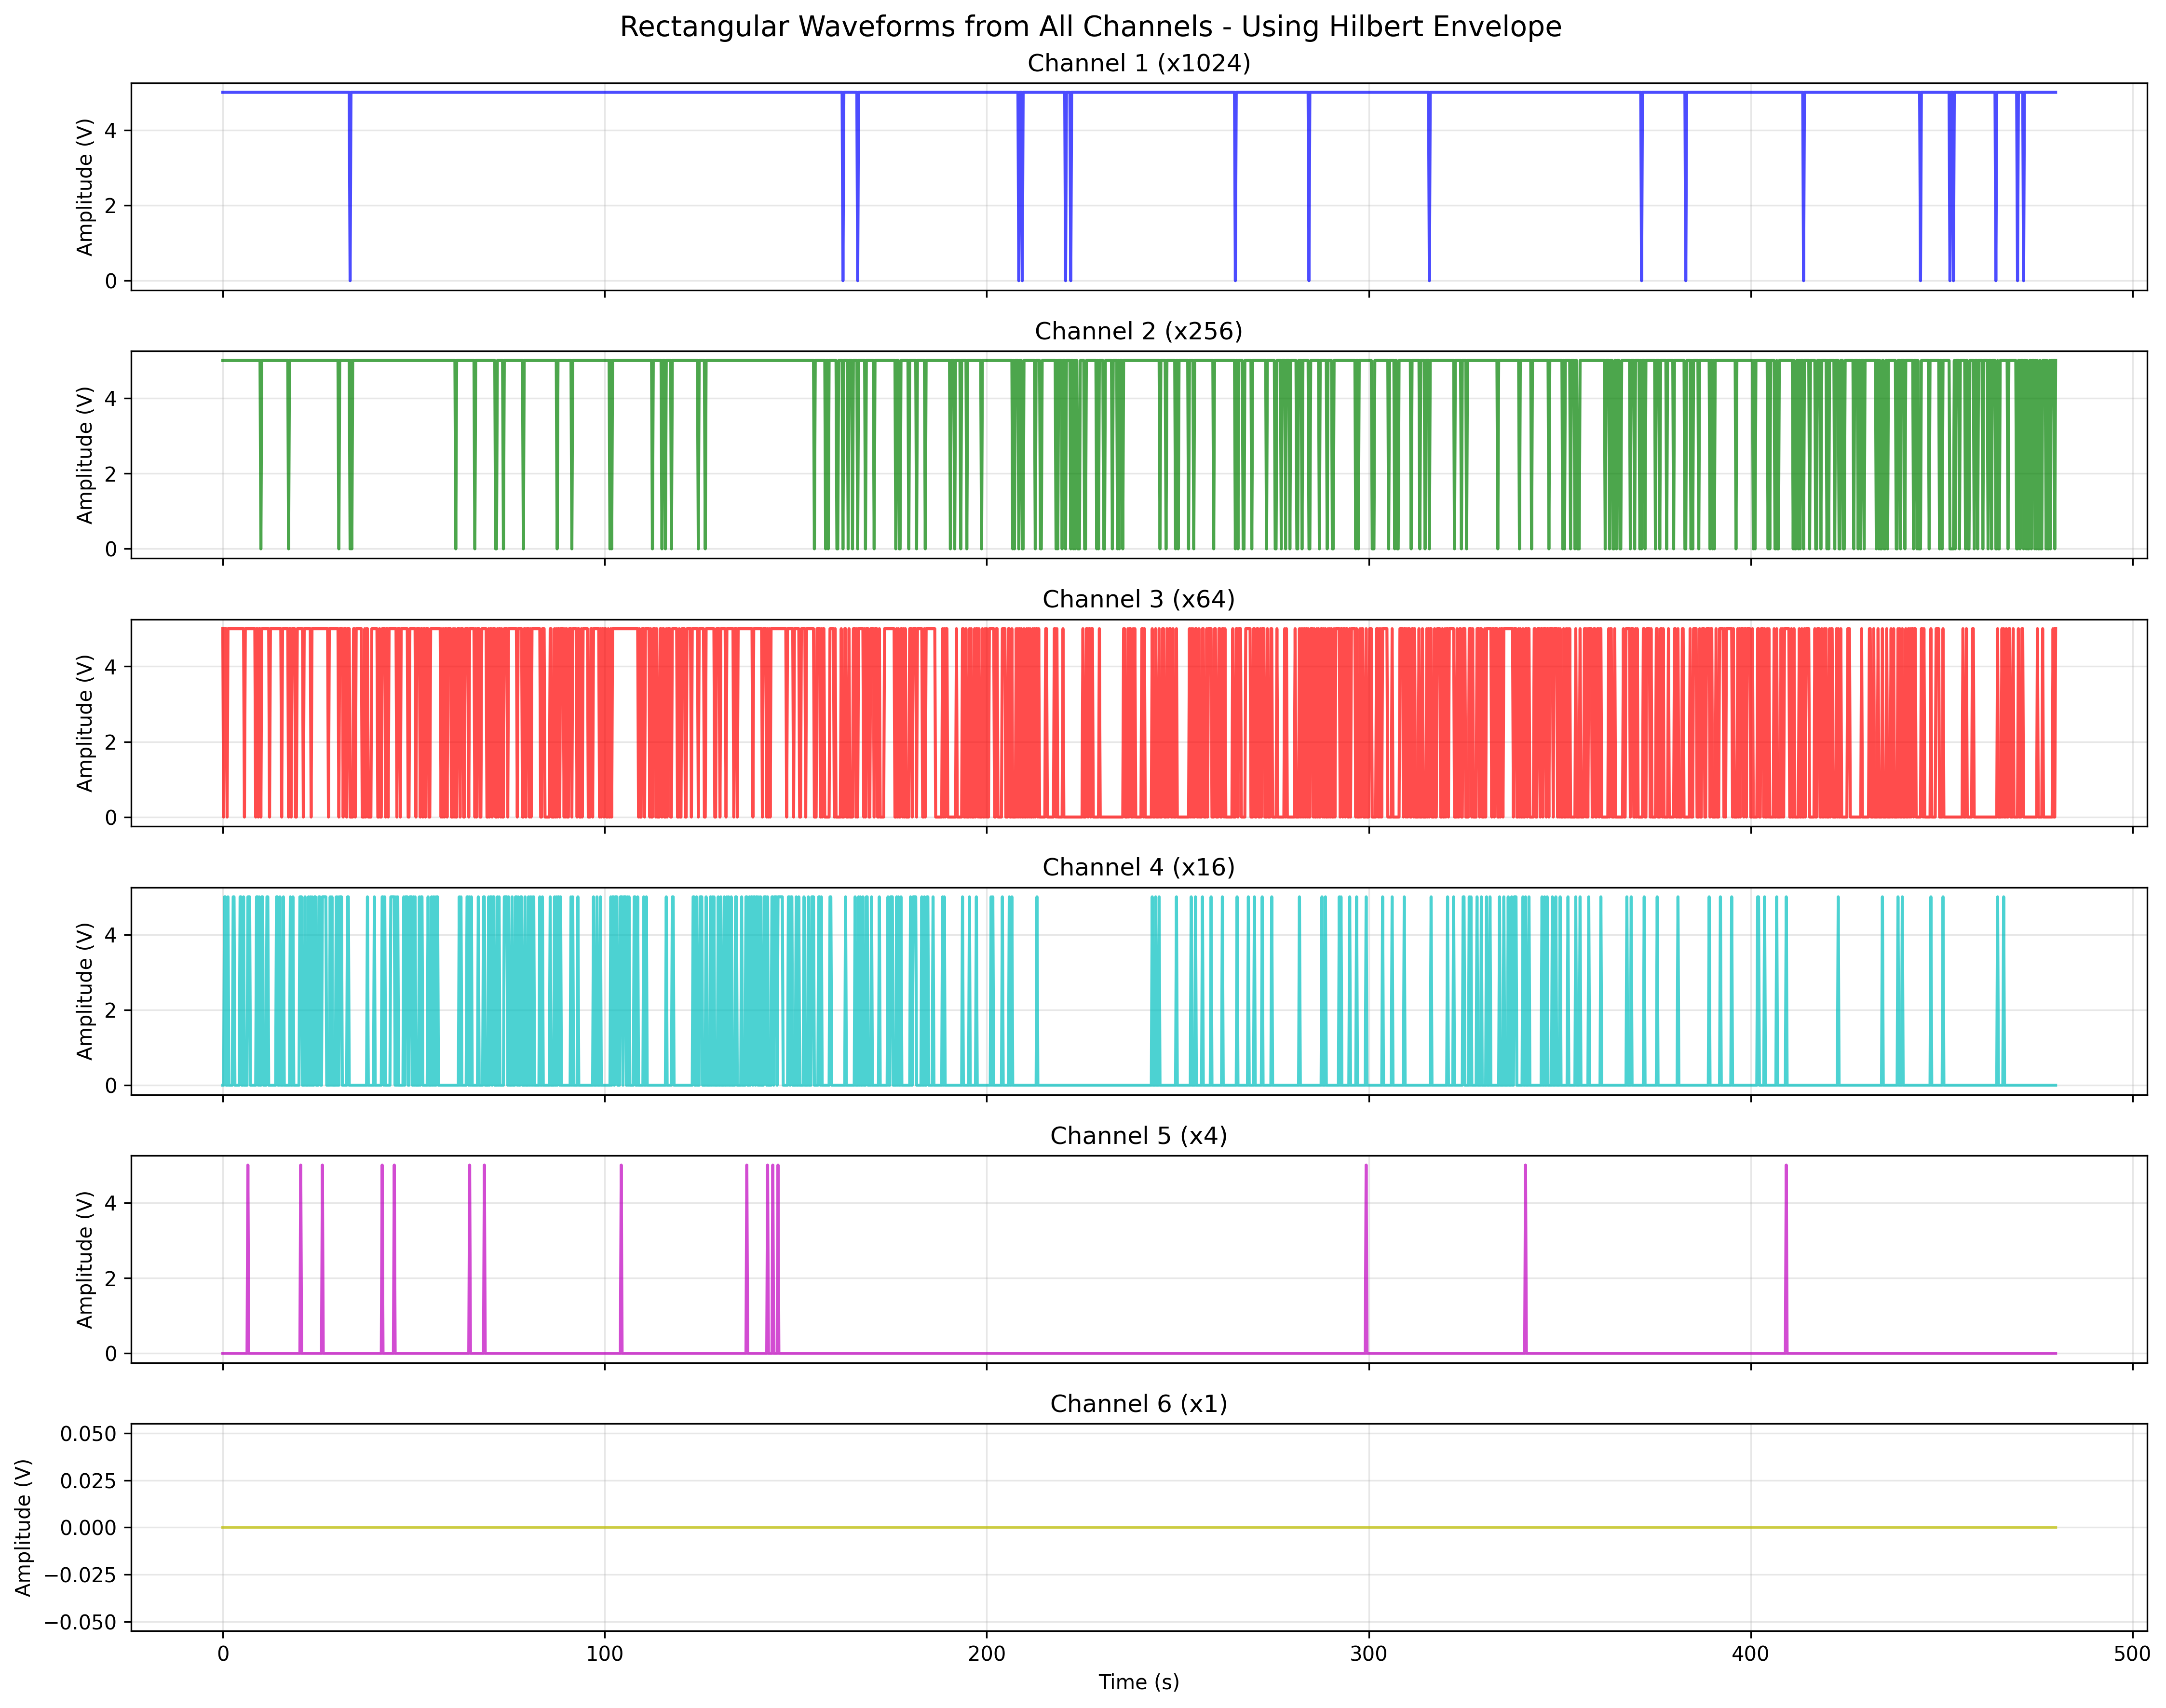 Rectangular Waveforms from All Channels - Using Hilbert Envelope
Channel 1 (x1024)
Amplitude (V)
4
2
0
Channel 2 (x256)
Amplitude (V)
4
2
0
Channel 3 (x64)
Amplitude (V)
4
2
0
Channel 4 (x16)
Amplitude (V)
4
2
0
Channel 5 (x4)
Amplitude (V)
4
2
0
Channel 6 (x1)
Amplitude (V)
0.050
0.025
0.000
−0.025
−0.050
0 100 200 300 400 500
Time (s)